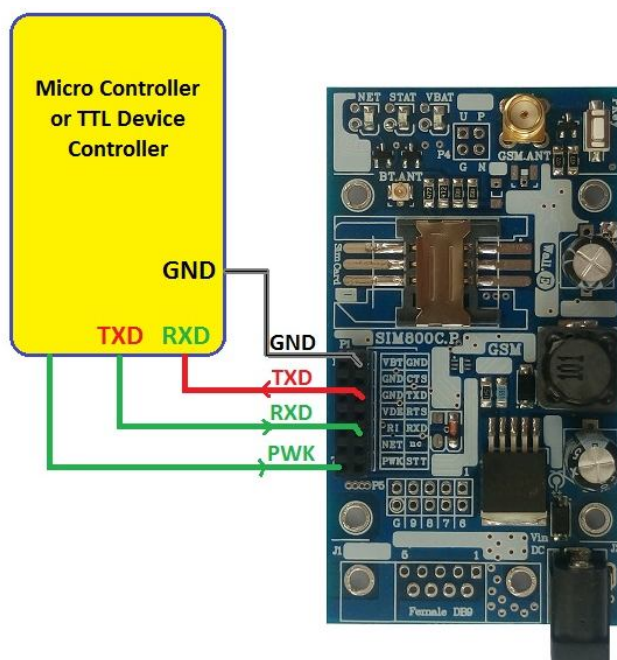 Micro Controller
or TTL Device
Controller
GND
TXD RXD
GND
TXD
RXD
PWK
NET STAT VBAT
U P
P4
G N
GSM.ANT
BT.ANT
SimCard
P1
SIM800C.P.
GSM
VBT GND
GND CTS
GND TXD
RTS
RI RXD
NET nc
PWK STT
101
1
P5
G 9 8 7 6
Vin
DC
J1
5 1
Female DB9